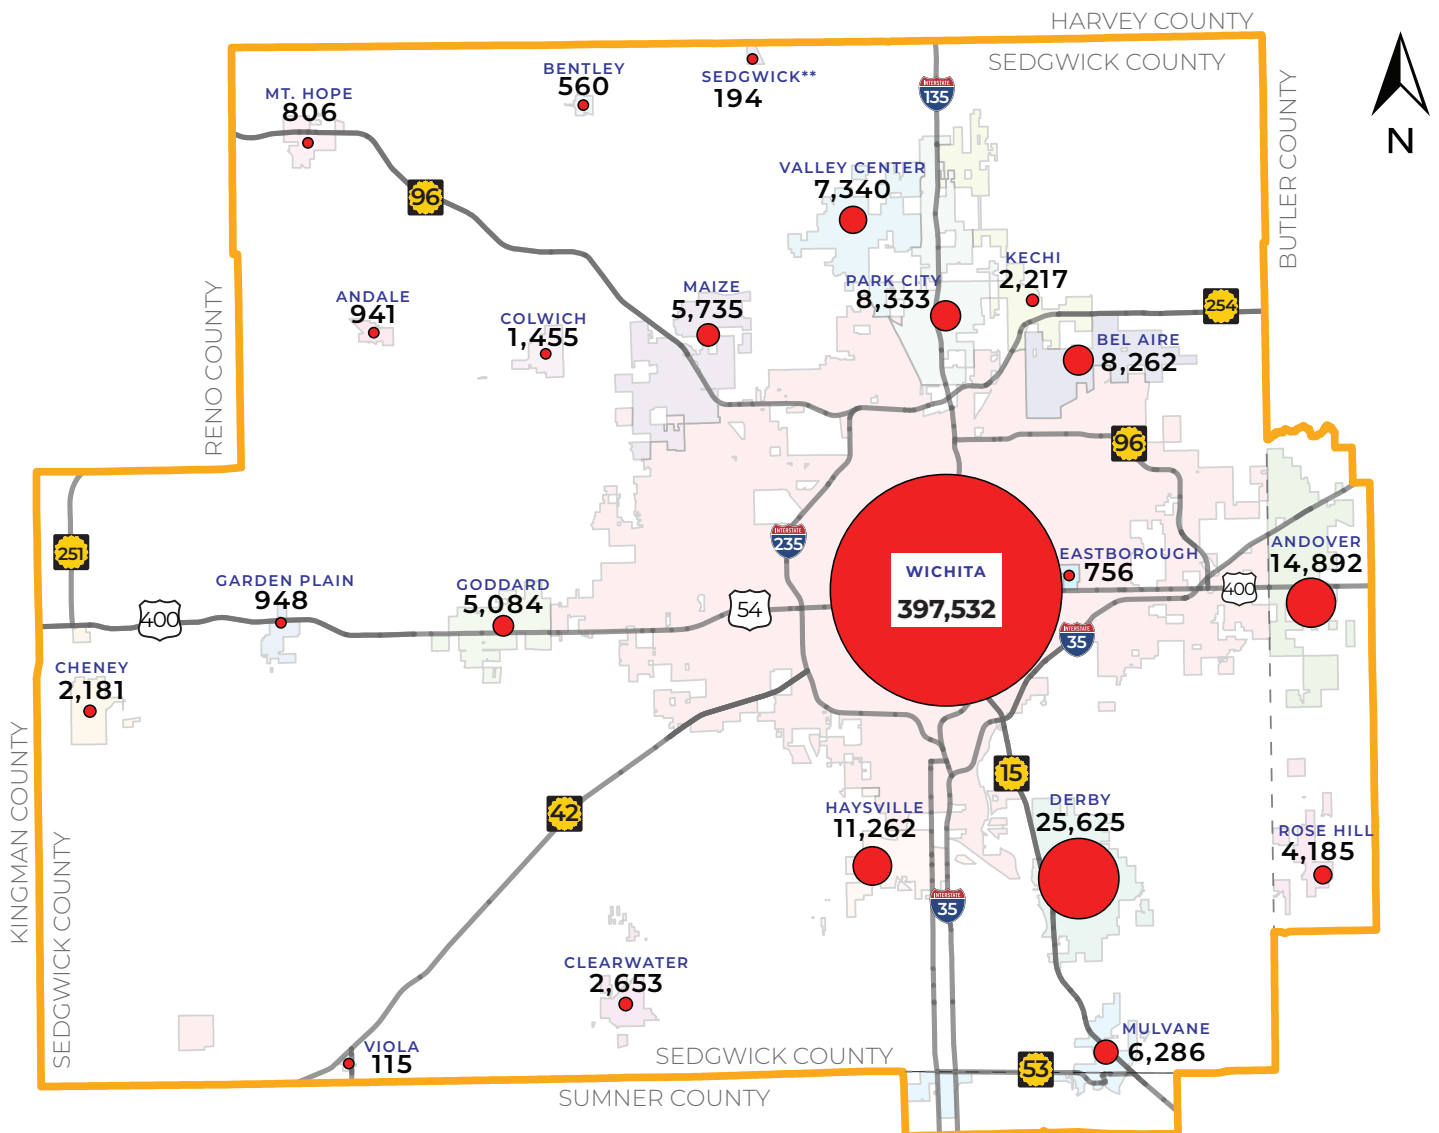 HARVEY COUNTY
SEDGWICK COUNTY
N
BUTLER COUNTY
BENTLEY
560
SEDGWICK**
194
INTERSTATE
135
MT. HOPE
806
96
VALLEY CENTER
7,340
KECHI
2,217
PARK CITY
8,333
MAIZE
5,735
ANDALE
941
COLWICH
1,455
254
BEL AIRE
8,262
RENO COUNTY
96
INTERSTATE
235
251
WICHITA
397,532
EASTBOROUGH
756
ANDOVER
14,892
400
GARDEN PLAIN
948
GODDARD
5,084
54
400
INTERSTATE
35
CHENEY
2,181
KINGMAN COUNTY
SEDGWICK COUNTY
15
42
HAYSVILLE
11,262
DERBY
25,625
ROSE HILL
4,185
INTERSTATE
35
CLEARWATER
2,653
VIOLA
115
SEDGWICK COUNTY
SUMNER COUNTY
53
MULVANE
6,286